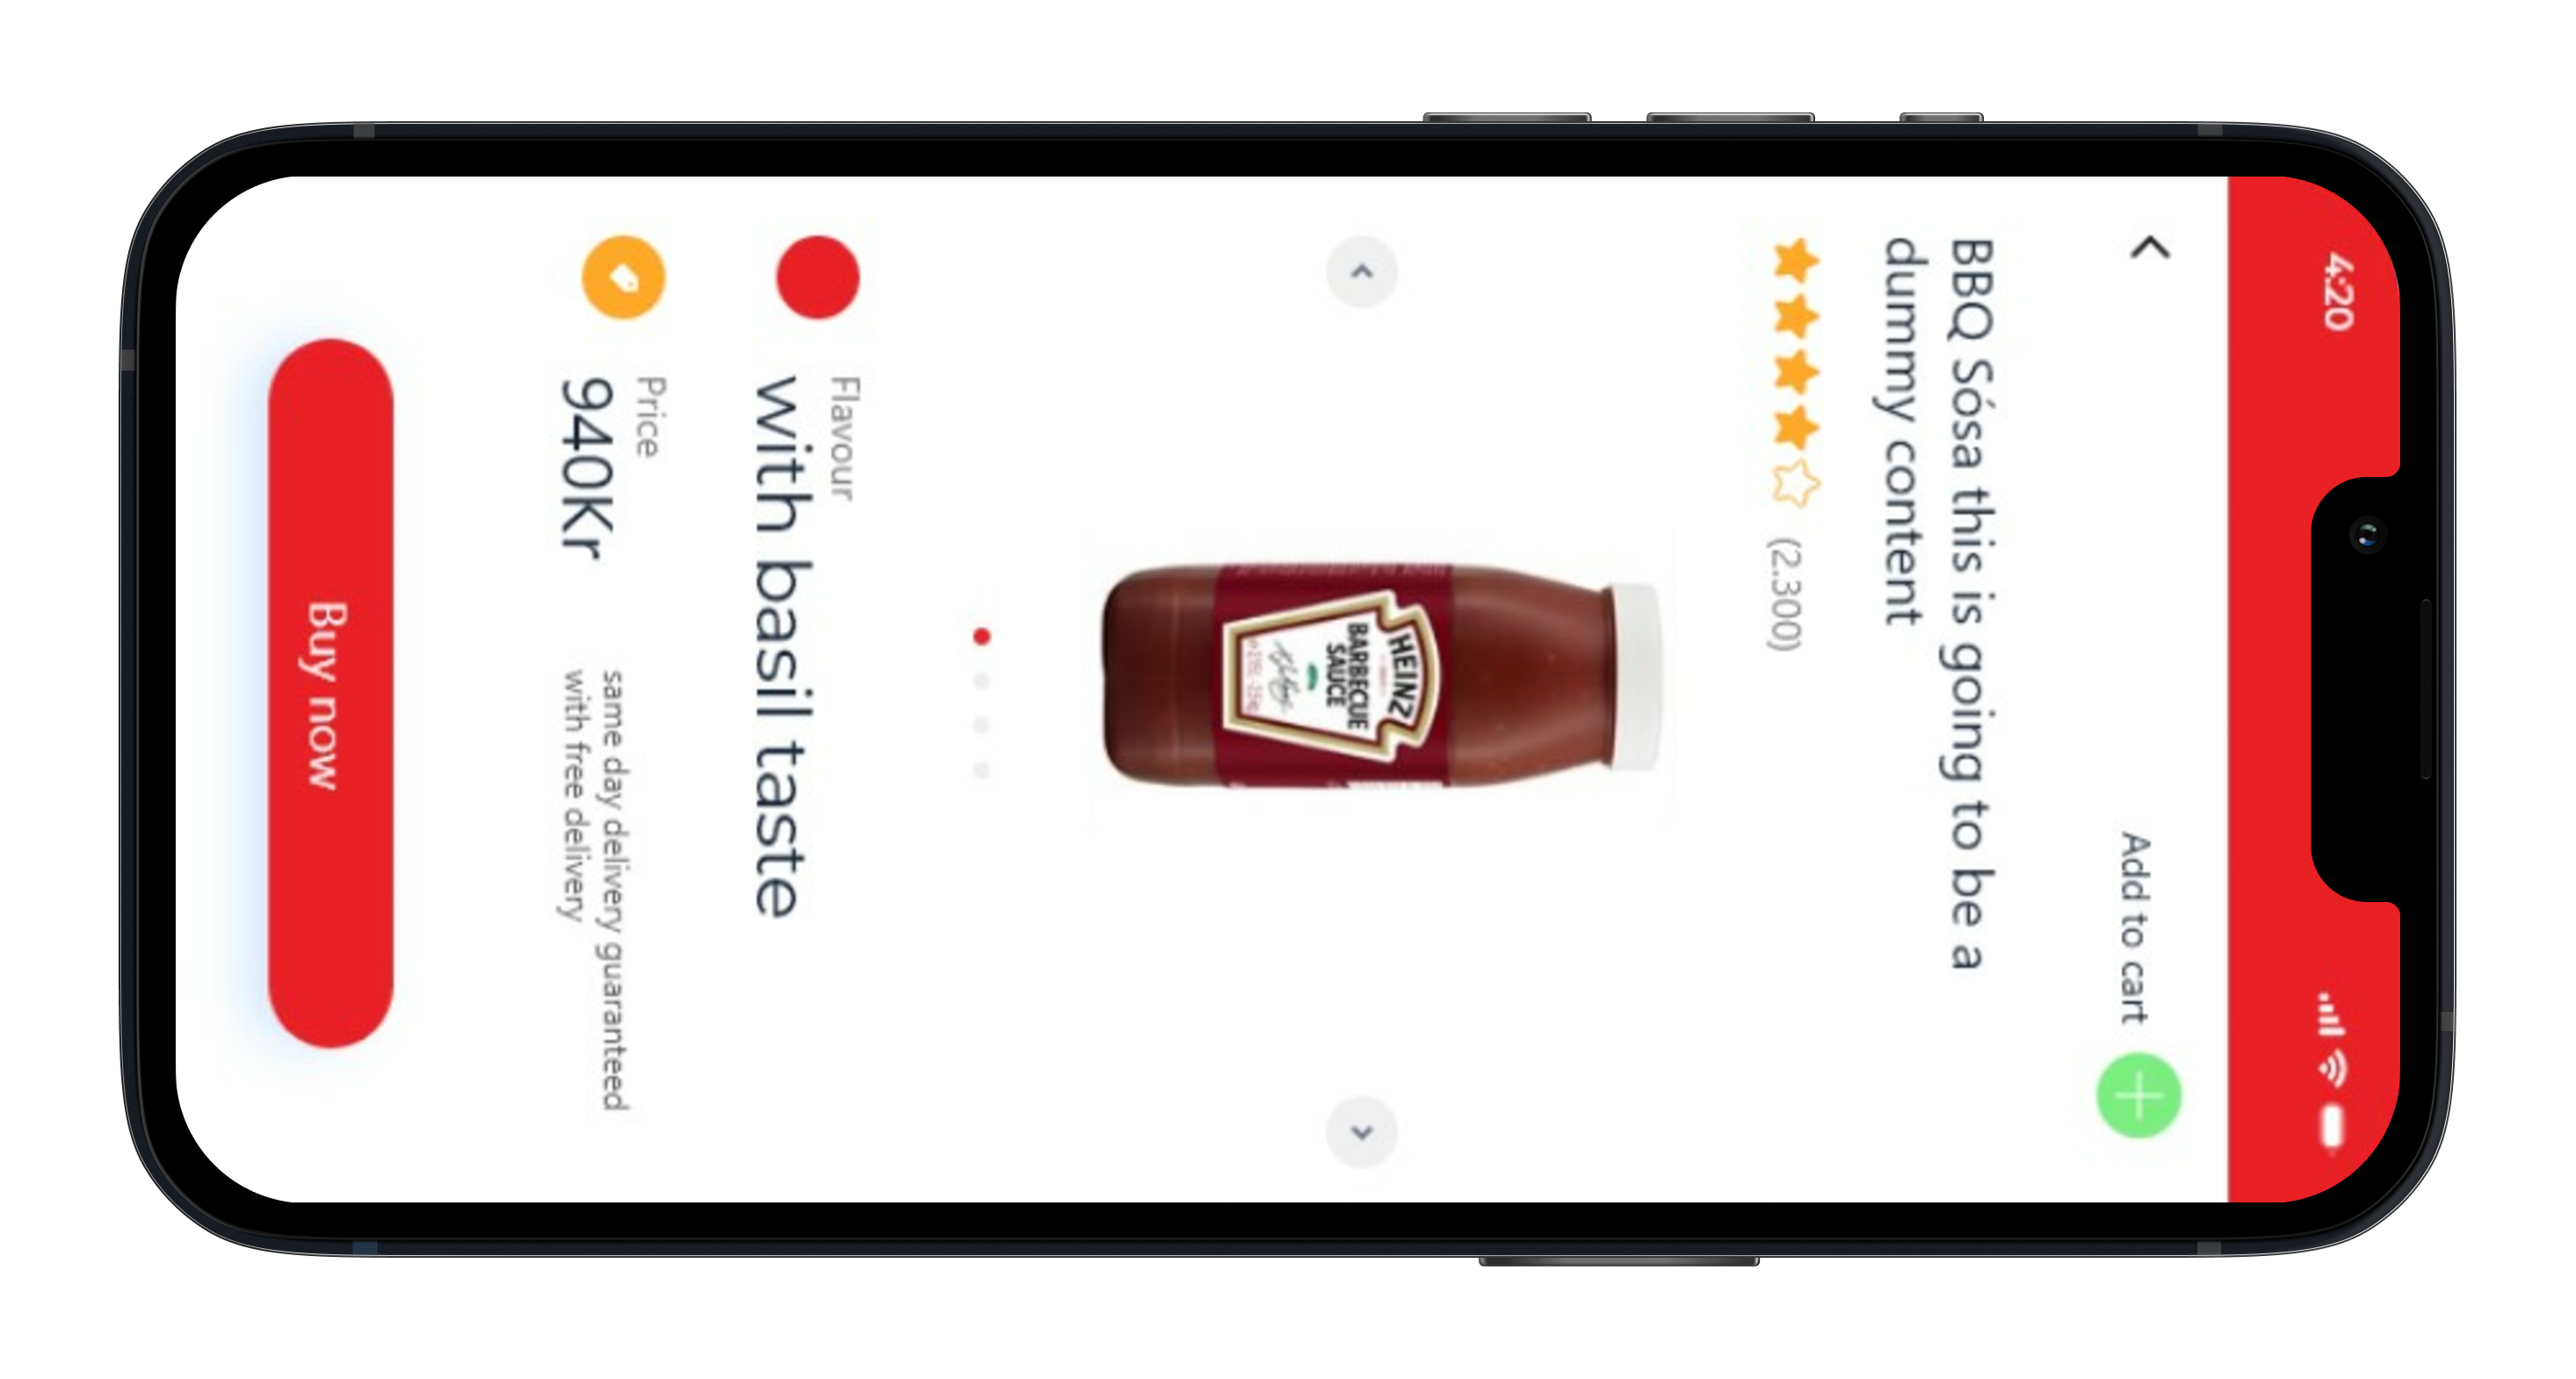 4:20
Add to cart
BBQ Sósa this is going to be a
dummy content
(2.300)
HEINZ
BARBECUE
SAUCE
Flavour
with basil taste
Price
940Kr
same day delivery guaranteed
with free delivery
Buy now